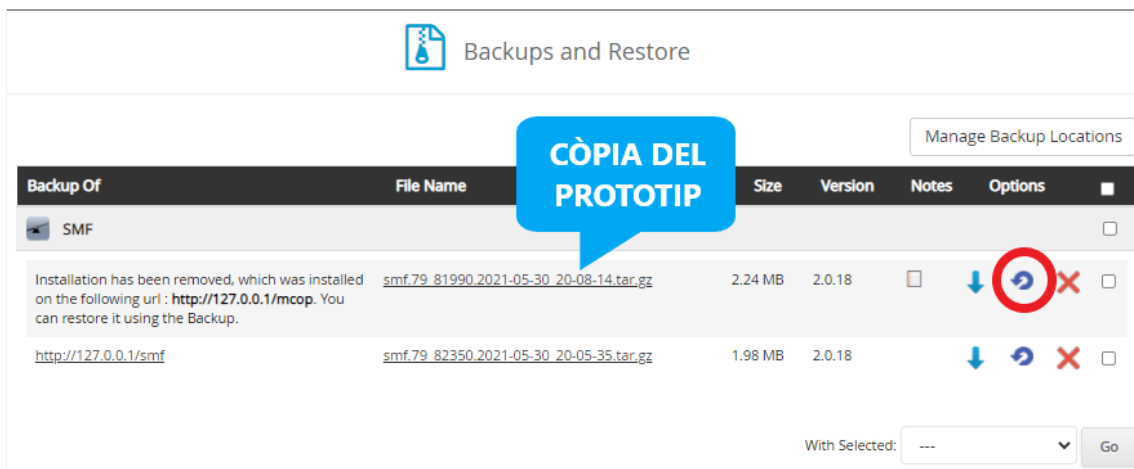 Backups and Restore
Manage Backup Locations
CÒPIA DEL
PROTOTIP
Backup Of File Name Size Version Notes Options
SMF
Installation has been removed, which was installed
on the following url : http://127.0.0.1/mcop. You
can restore it using the Backup.
smf.79_81990.2021-05-30_20-08-14.tar.gz 2.24 MB 2.0.18
http://127.0.0.1/smf smf.79_82350.2021-05-30_20-05-35.tar.gz 1.98 MB 2.0.18
With Selected: --- Go